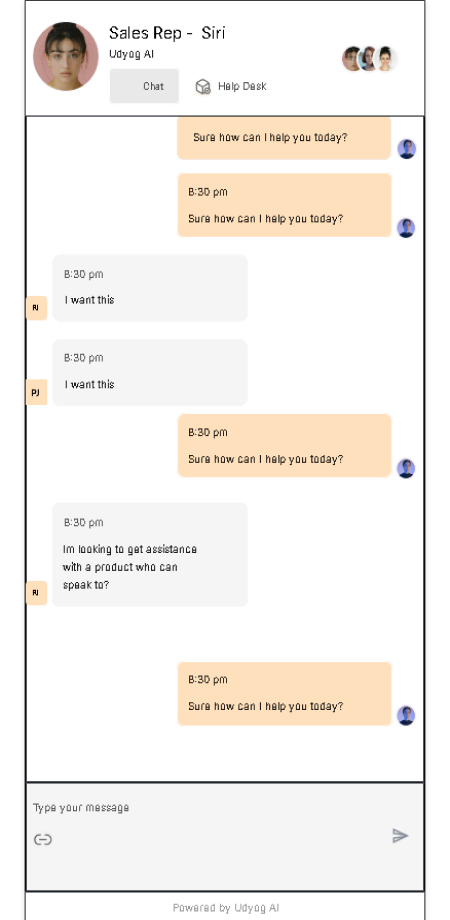 Sales Rep - Siri
Udyog AI
Chat
Help Desk
Sure how can I help you today?
8:30 pm
Sure how can I help you today?
8:30 pm
I want this
8:30 pm
PJ
I want this
8:30 pm
Sure how can I help you today?
8:30 pm
Im looking to get assistance
with a product who can
speak to?
8:30 pm
Sure how can I help you today?
Type your message
Powered by Udyog AI